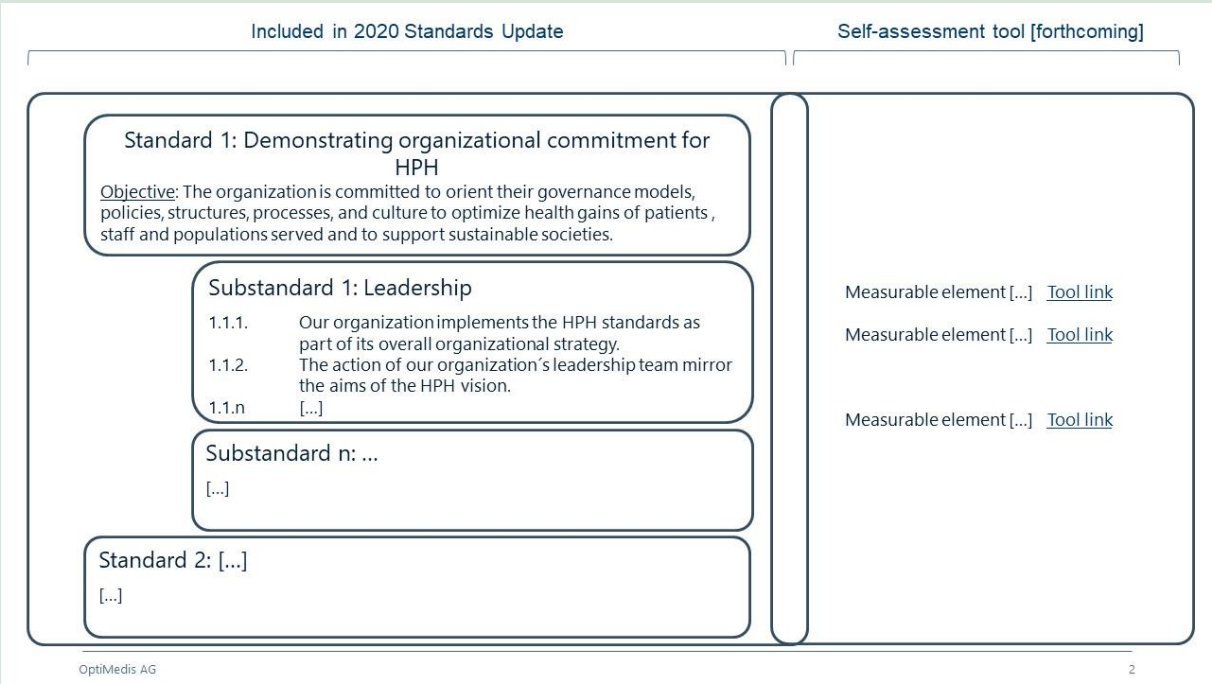 Included in 2020 Standards Update
Self-assessment tool [forthcoming]
Standard 1: Demonstrating organizational commitment for
HPH
Objective: The organization is committed to orient their governance models,
policies, structures, processes, and culture to optimize health gains of patients ,
staff and populations served and to support sustainable societies.
Substandard 1: Leadership
1.1.1. Our organization implements the HPH standards as
part of its overall organizational strategy.
1.1.2. The action of our organization´s leadership team mirror
the aims of the HPH vision.
1.1.n […]
Substandard n: …
[…]
Standard 2: […]
[…]
Measurable element […] Tool link
Measurable element […] Tool link
Measurable element […] Tool link
OptiMedis AG
2